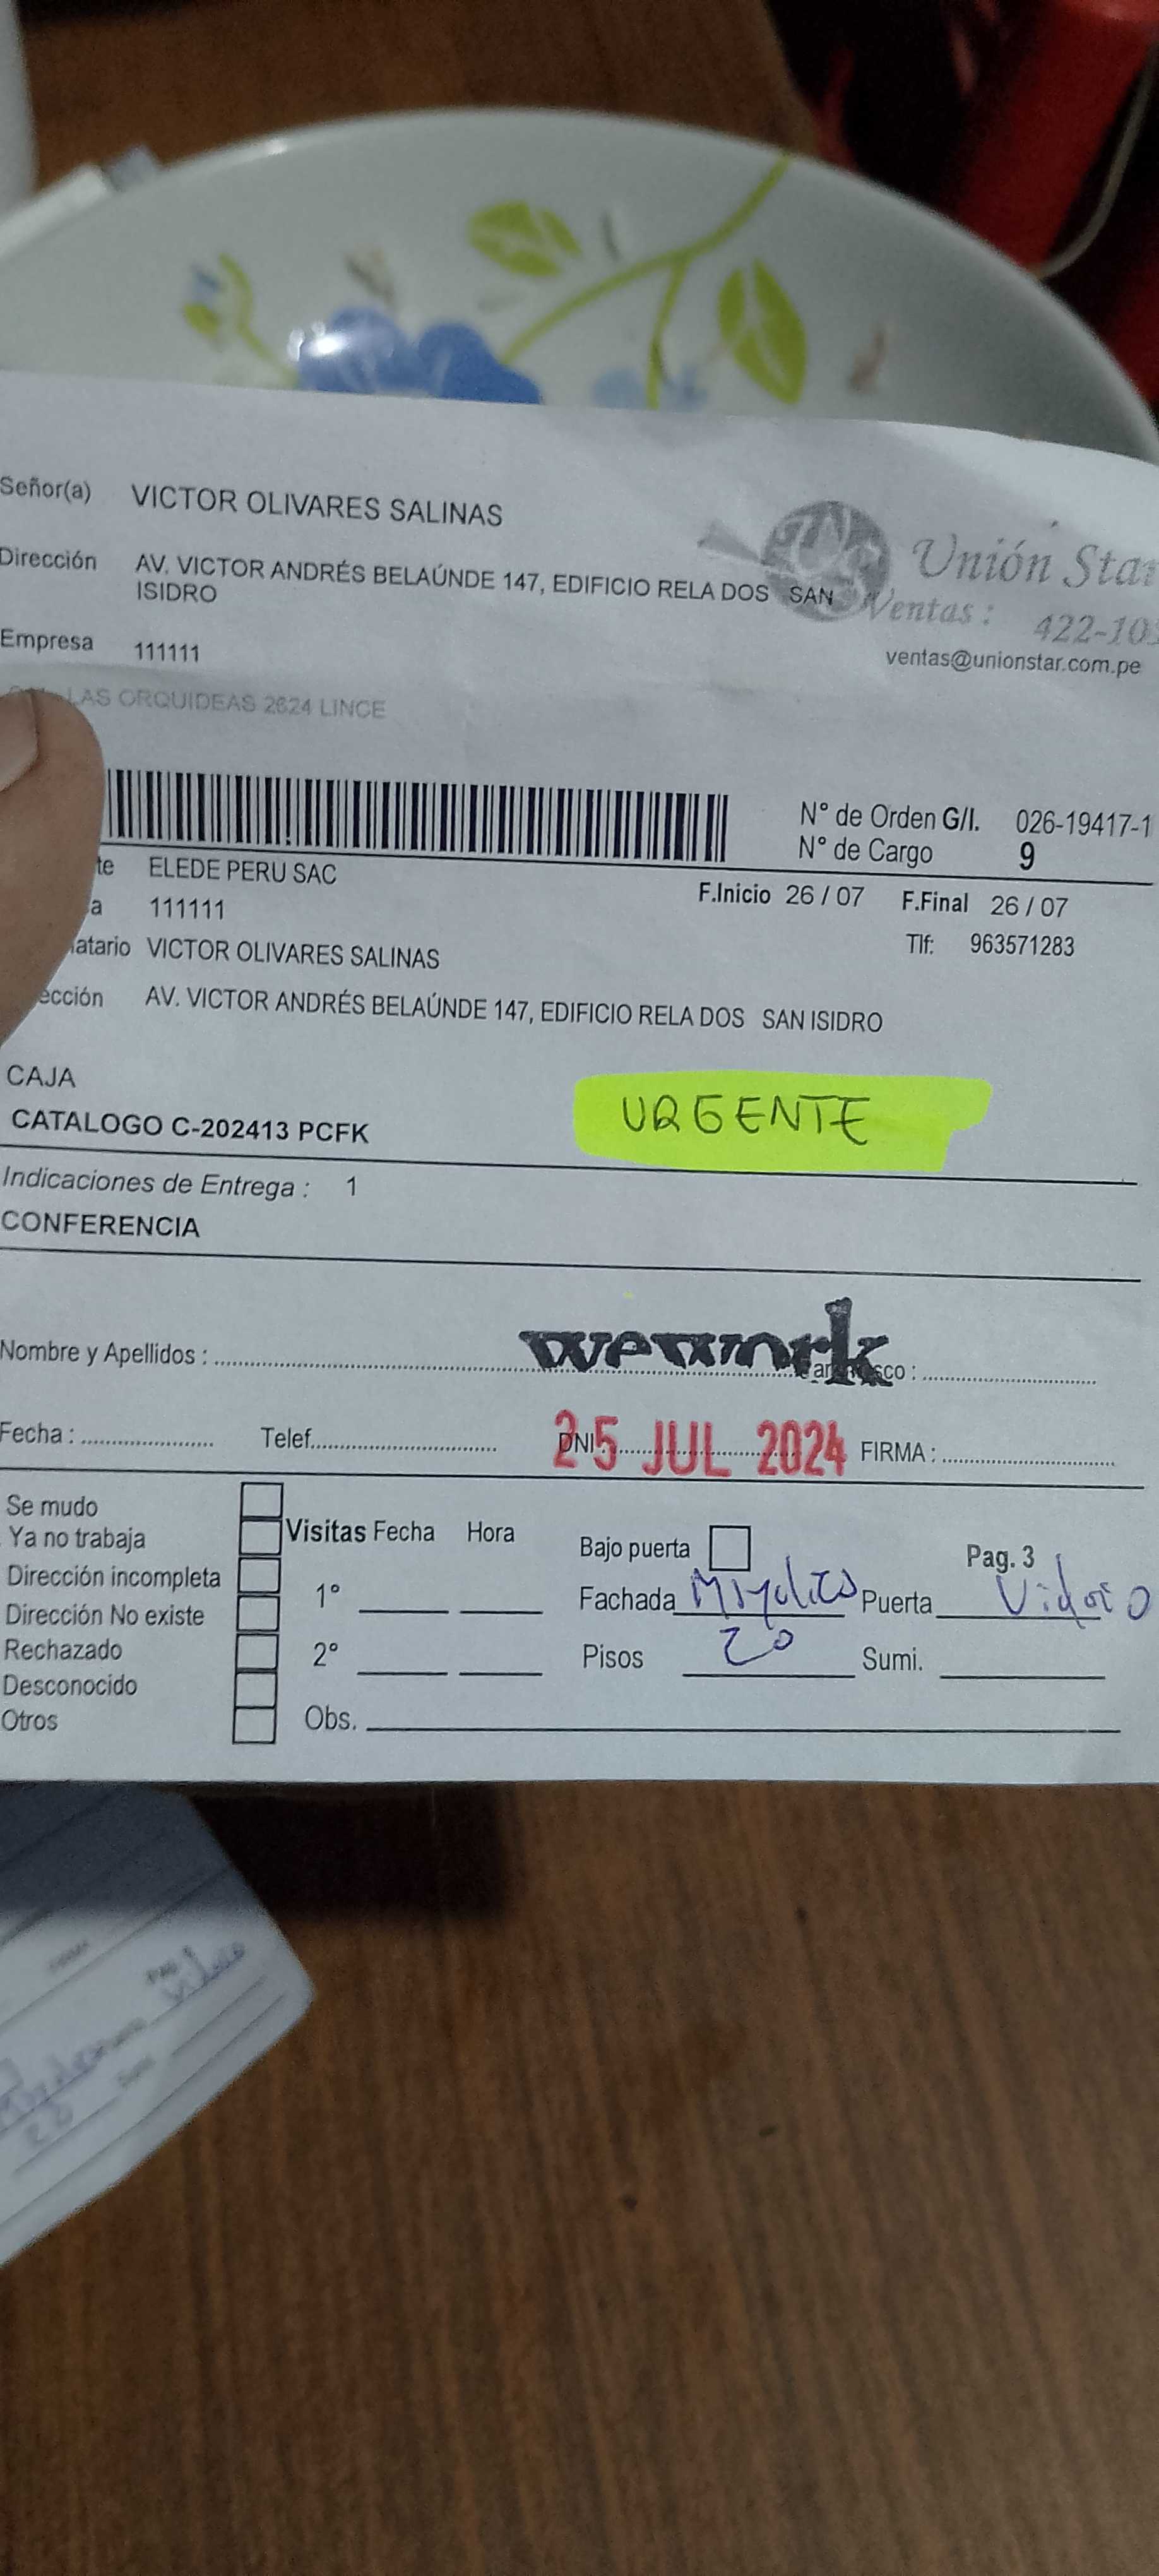 Señor(a) VICTOR OLIVARES SALINAS
Dirección AV. VICTOR ANDRÉS BELAÚNDE 147, EDIFICIO RELA DOS SAN
ISIDRO
Unión Star
Ventas : 422-10
ventas@unionstar.com.pe
Empresa 111111
LAS ORQUIDEAS 2624 LINCE
N° de Orden G/I. 026-19417-1
N° de Cargo 9
te ELEDE PERU SAC
F.Inicio 26 / 07 F.Final 26 / 07
a 111111
Tlf: 963571283
atario VICTOR OLIVARES SALINAS
ección AV. VICTOR ANDRÉS BELAÚNDE 147, EDIFICIO RELA DOS SAN ISIDRO
CAJA
CATALOGO C-202413 PCFK
URGENTE
Indicaciones de Entrega : 1
CONFERENCIA
wework
Nombre y Apellidos :
Fecha : Telef. DNI 25 JUL 2024 FIRMA :
Se mudo
Ya no trabaja
Dirección incompleta
Dirección No existe
Rechazado
Desconocido
Otros
Visitas Fecha Hora
1°
2°
Obs.
Bajo puerta Pag. 3
Fachada Puerta Vidrio
Pisos 20 Sumi.